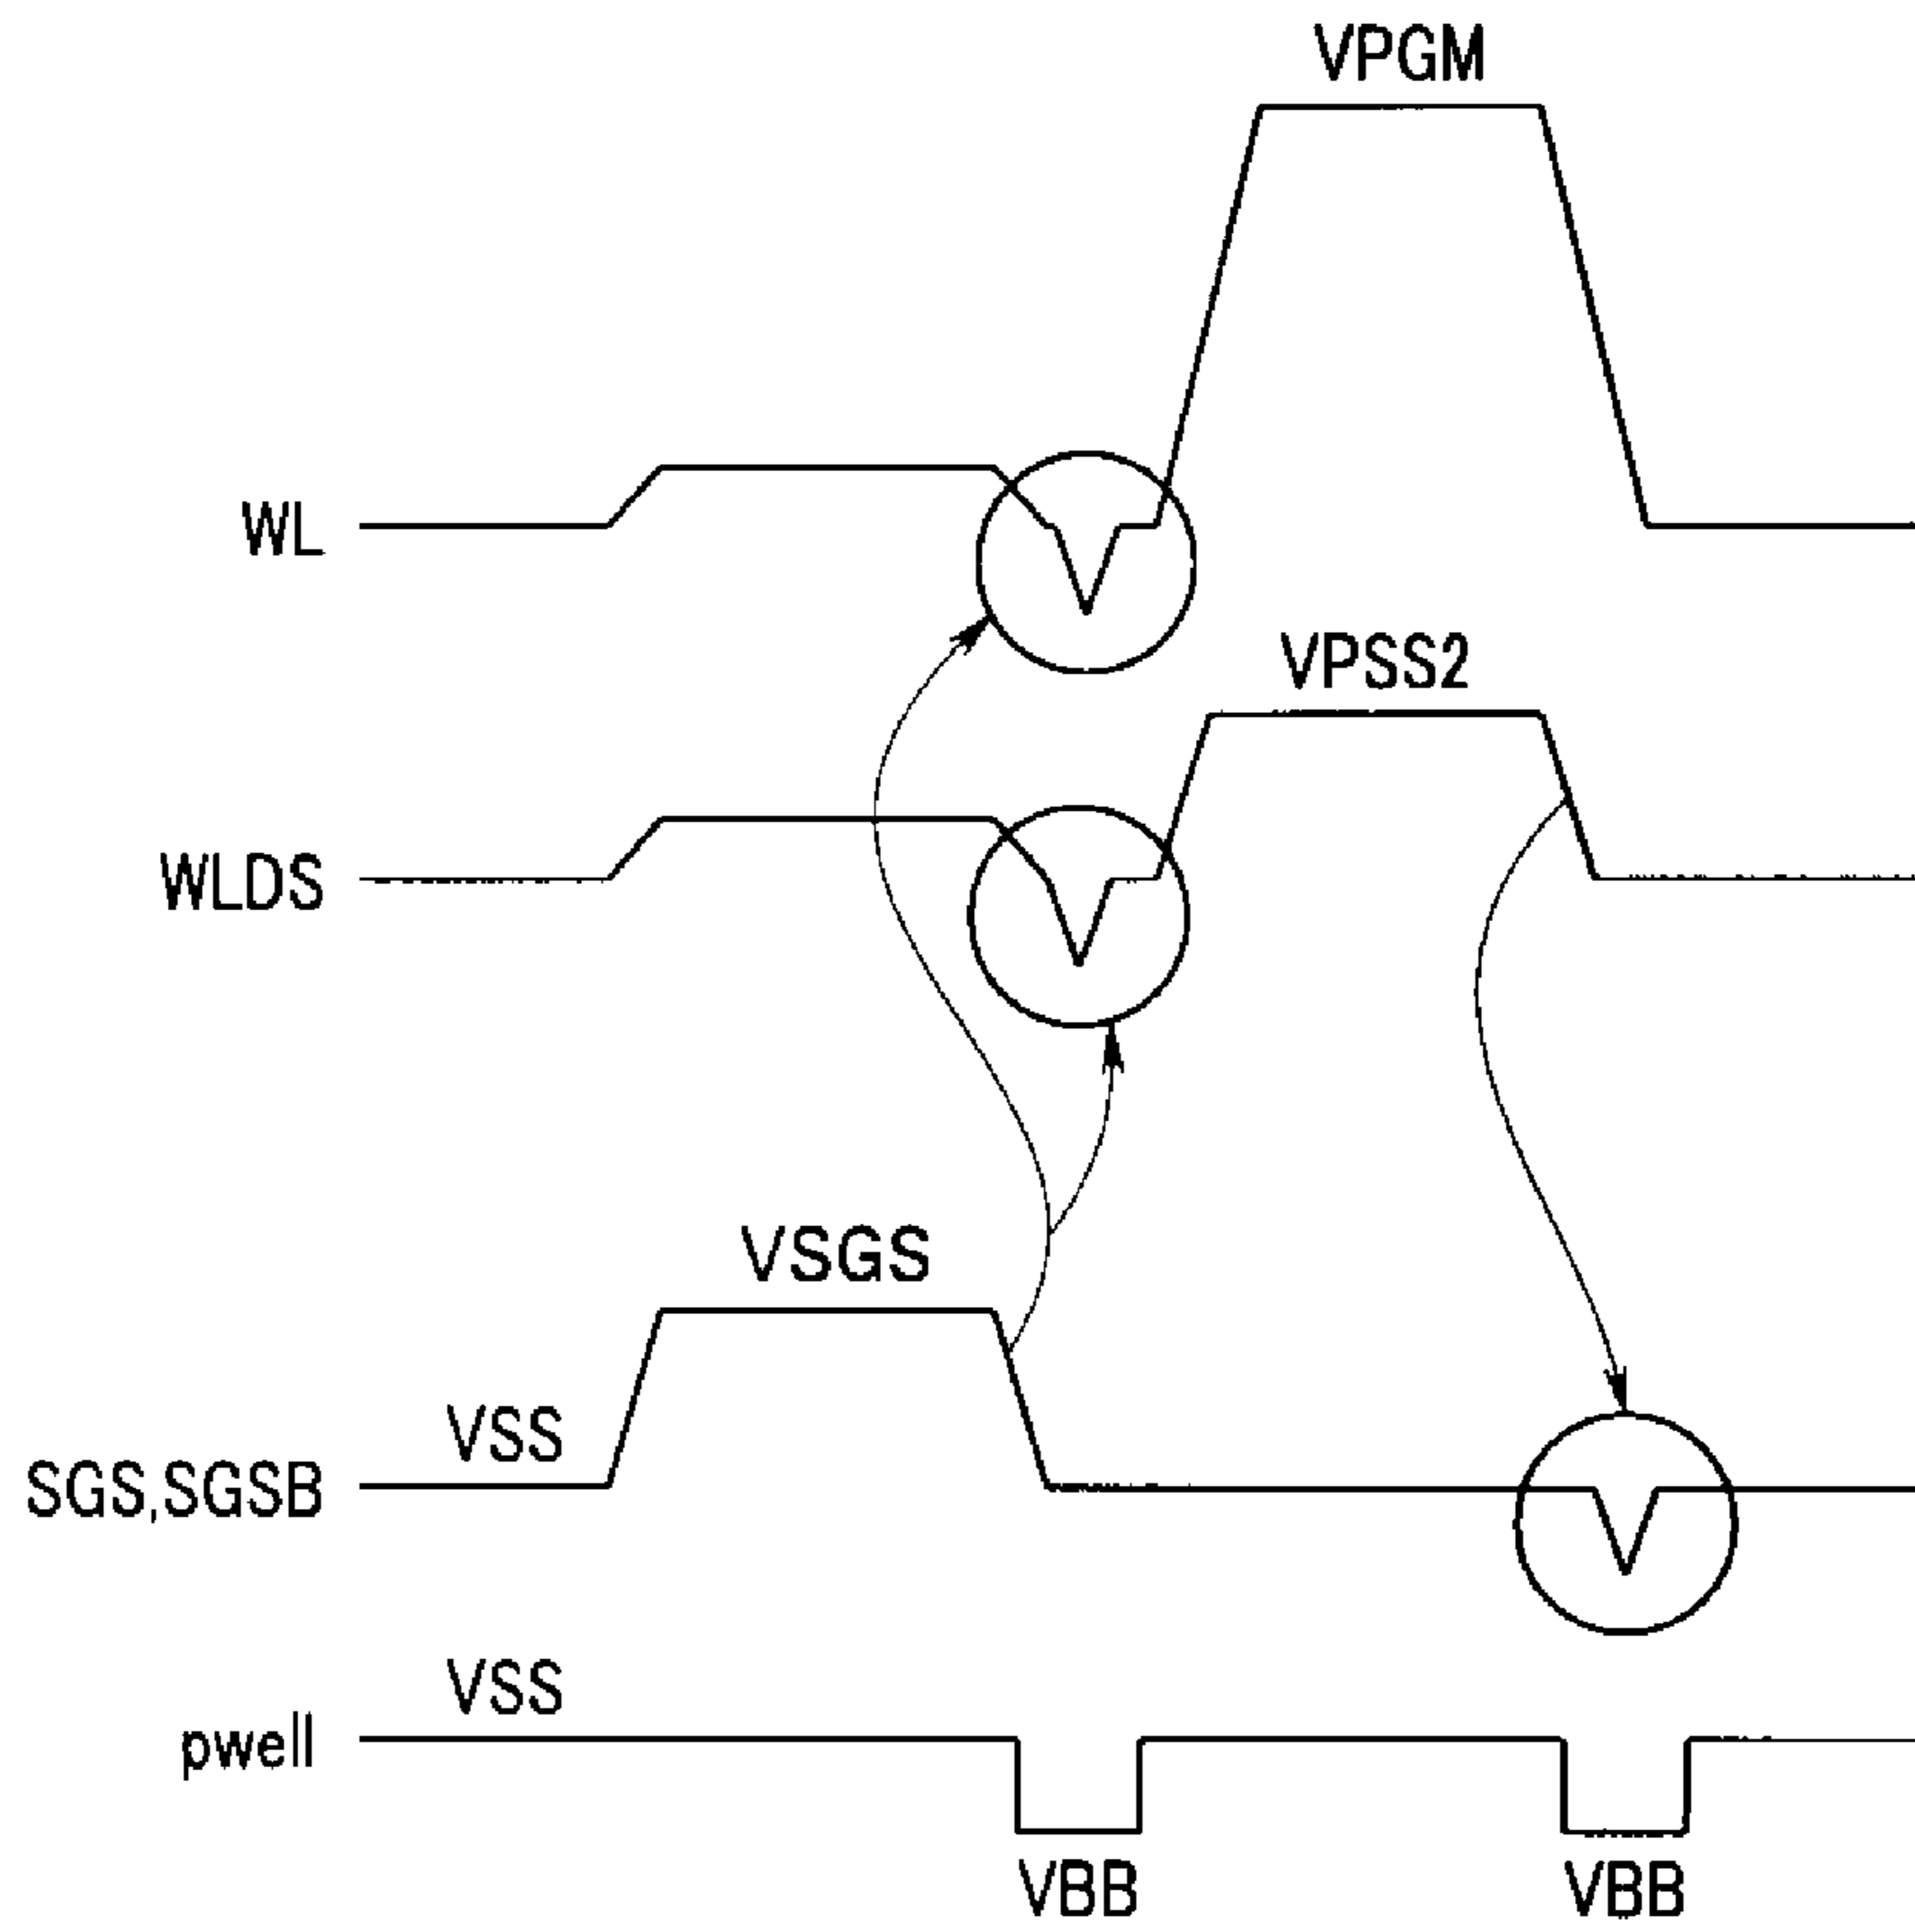 VPGM
WL
VPSS2
WLDS
VSGS
VSS
SGS,SGSB
VSS
pwell
VBB VBB